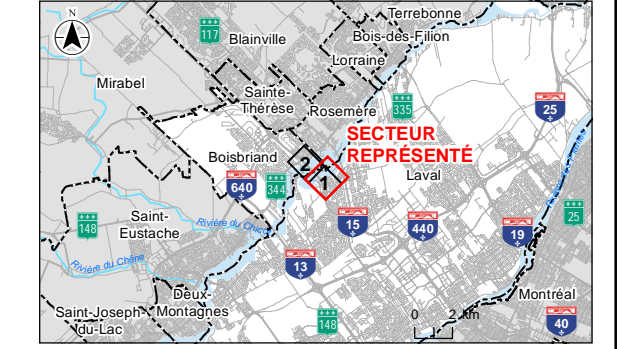 N
Terrebonne
117
Blainville
Bois-des-Filion
Lorraine
Mirabel
Sainte-
Thérèse
Rosemère
335
25
SECTEUR
REPRÉSENTÉ
Boisbriand
2
1
Laval
640
344
Saint-
Eustache
148
Rivière du Chicot
15
440
19
25
Rivière du Chêne
13
Deux-
Montagnes
Montréal
Saint-Joseph-
du-Lac
148
0 2 km
40